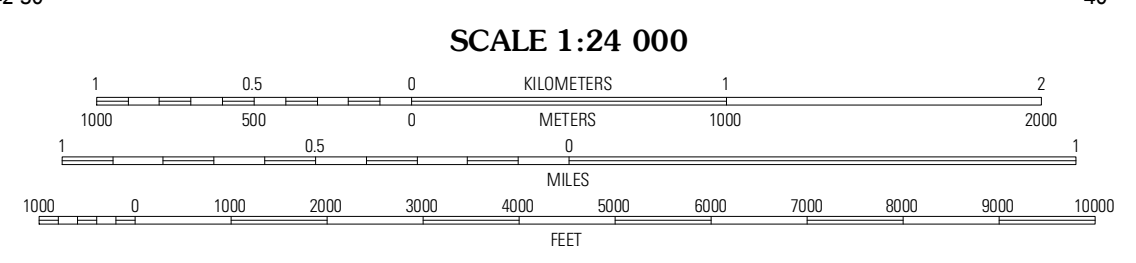 SCALE 1:24 000
1 0.5 0 KILOMETERS 1 2
1000 500 0 METERS 1000 2000
1 0.5 0 1
MILES
1000 0 1000 2000 3000 4000 5000 6000 7000 8000 9000 10000
FEET